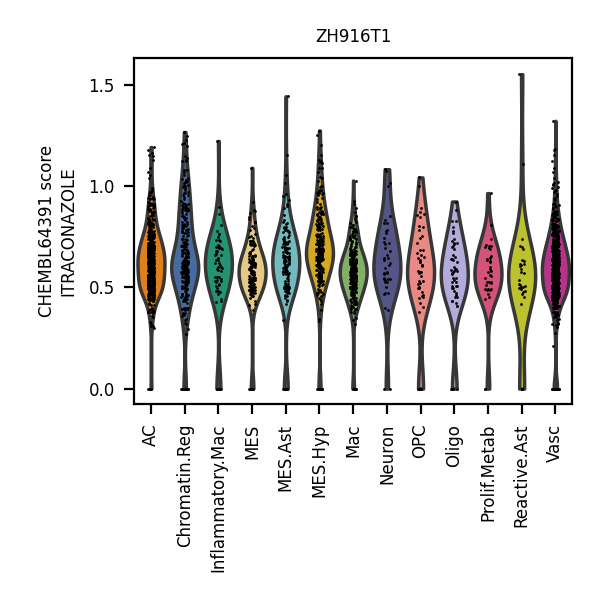 ZH916T1
CHEMBL64391 score
ITRACONAZOLE
1.5
1.0
0.5
0.0
AC
Chromatin.Reg
Inflammatory.Mac
MES
MES.Ast
MES.Hyp
Mac
Neuron
OPC
Oligo
Prolif.Metab
Reactive.Ast
Vasc